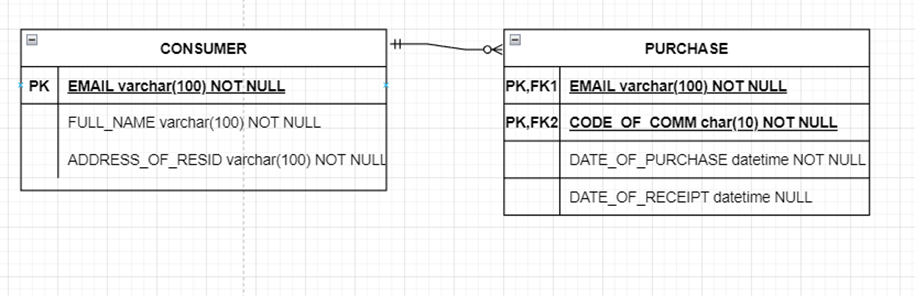 CONSUMER
PK EMAIL varchar(100) NOT NULL
FULL_NAME varchar(100) NOT NULL
ADDRESS_OF_RESID varchar(100) NOT NULL
PURCHASE
PK,FK1 EMAIL varchar(100) NOT NULL
PK,FK2 CODE_OF_COMM char(10) NOT NULL
DATE_OF_PURCHASE datetime NOT NULL
DATE_OF_RECEIPT datetime NULL